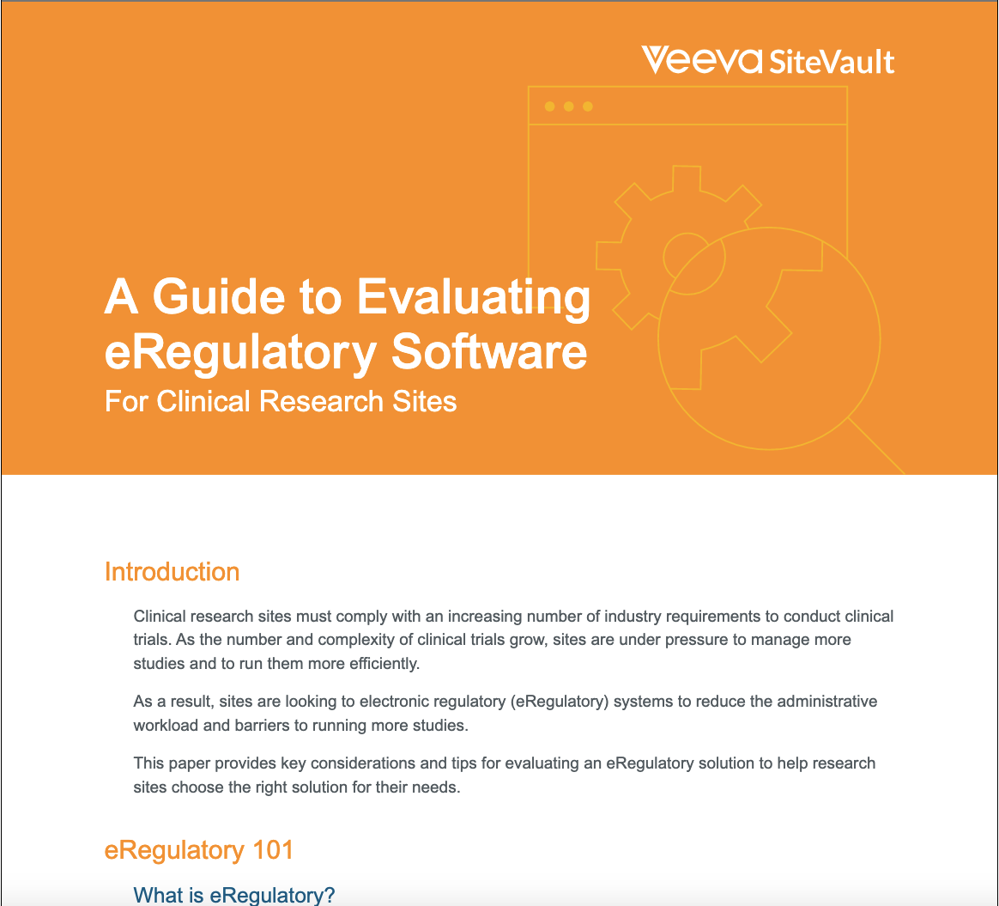 Veeva SiteVault
A Guide to Evaluating
eRegulatory Software
For Clinical Research Sites
Introduction
Clinical research sites must comply with an increasing number of industry requirements to conduct clinical
trials. As the number and complexity of clinical trials grow, sites are under pressure to manage more
studies and to run them more efficiently.
As a result, sites are looking to electronic regulatory (eRegulatory) systems to reduce the administrative
workload and barriers to running more studies.
This paper provides key considerations and tips for evaluating an eRegulatory solution to help research
sites choose the right solution for their needs.
eRegulatory 101
What is eRegulatory?